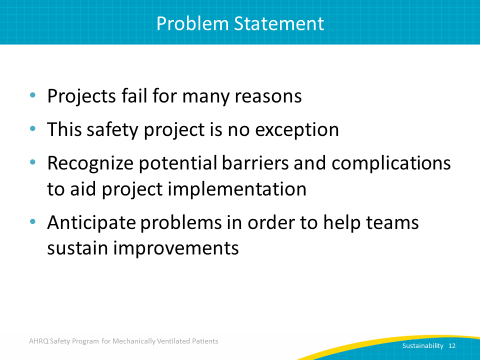 Problem Statement
• Projects fail for many reasons
• This safety project is no exception
• Recognize potential barriers and complications
to aid project implementation
• Anticipate problems in order to help teams
sustain improvements
AHRQ Safety Program for Mechanically Ventilated Patients
Sustainability 12